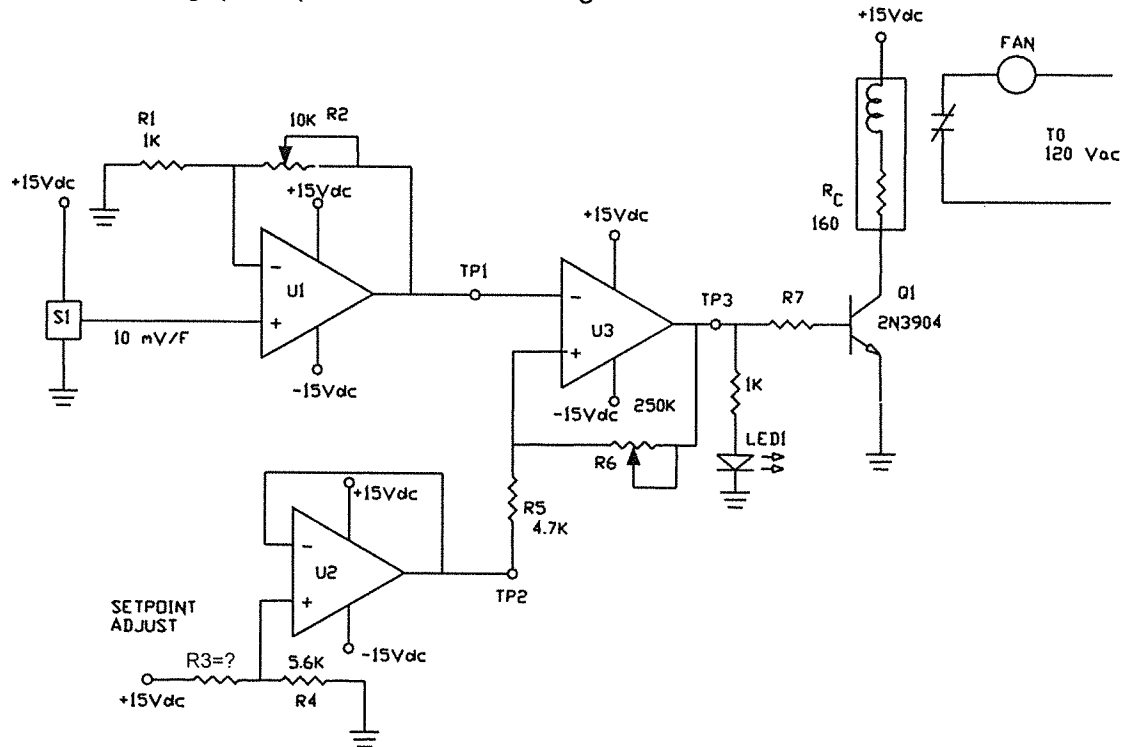 +15Vdc
FAN
TO
120 Vac
R_C
160
R1
1K
10K R2
+15Vdc
+15Vdc
S1
10 mV/F
-
U1
+
-15Vdc
TP1
+15Vdc
-
U3
+
-15Vdc
250K
R6
TP3
R7
Q1
2N3904
1K
LED1
R5
4.7K
+15Vdc
-
U2
+
-15Vdc
TP2
SETPOINT
ADJUST
R3=?
5.6K
R4
+15Vdc